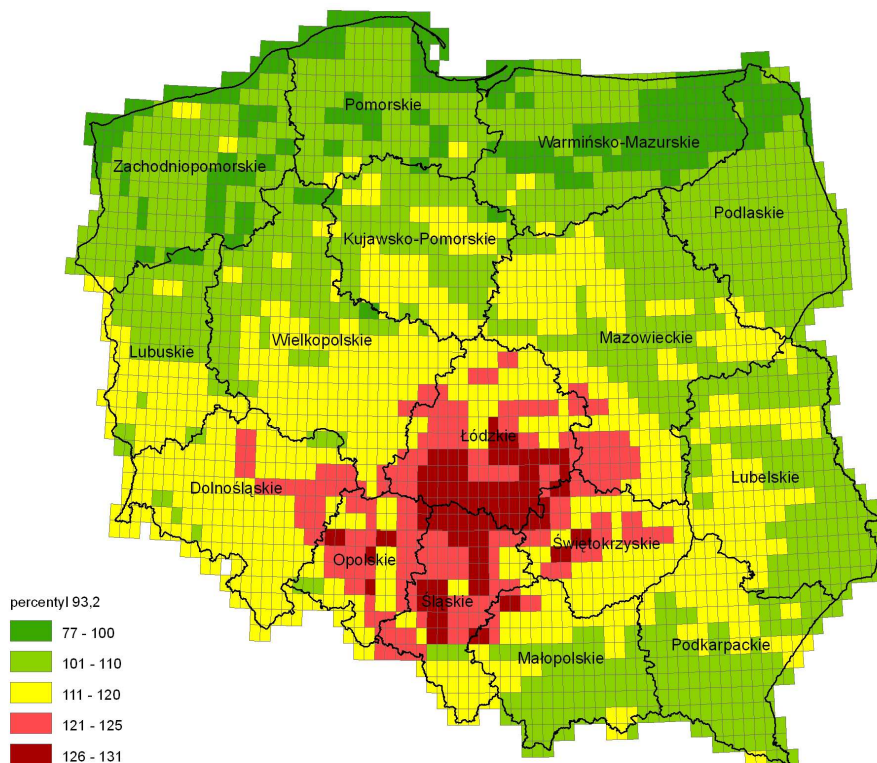 Pomorskie
Warmińsko-Mazurskie
Zachodniopomorskie
Podlaskie
Kujawsko-Pomorskie
Wielkopolskie
Mazowieckie
Lubuskie
Łódzkie
Lubelskie
Dolnośląskie
Świętokrzyskie
Opolskie
Śląskie
Podkarpackie
Małopolskie
percentyl 93,2
77 - 100
101 - 110
111 - 120
121 - 125
126 - 131